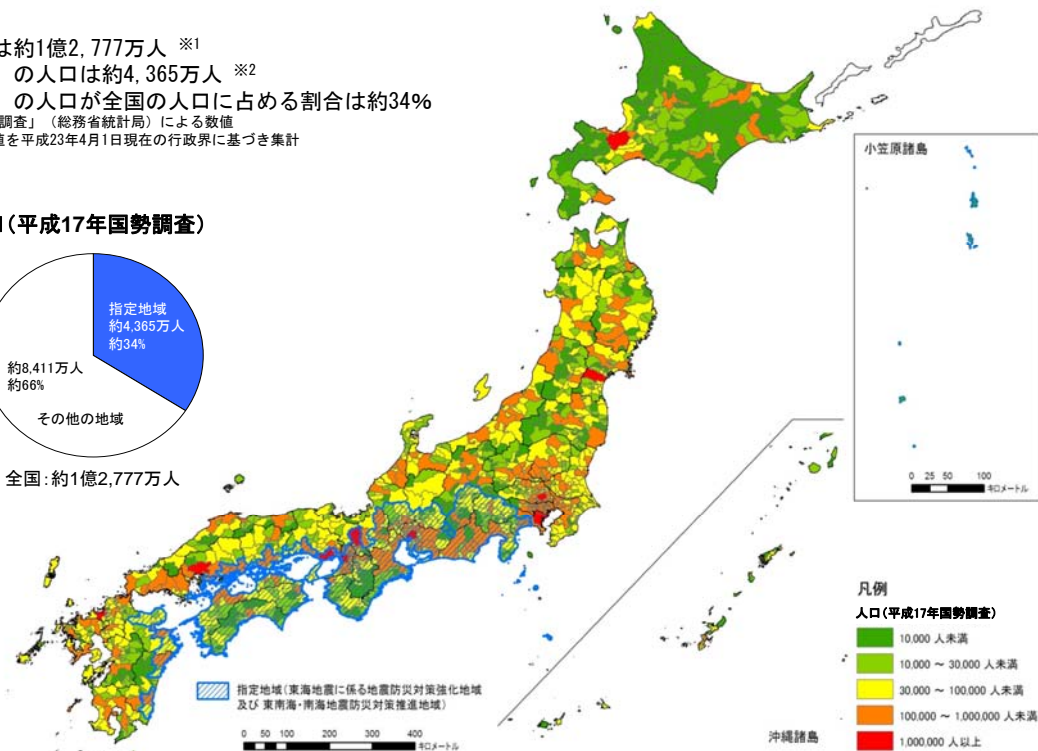 は約1億2,777万人 ※1
の人口は約4,365万人 ※2
の人口が全国の人口に占める割合は約34%
調査」（総務省統計局）による数値
値を平成23年4月1日現在の行政界に基づき集計
（平成17年国勢調査）
指定地域
約4,365万人
約34%
約8,411万人
約66%
その他の地域
全国：約1億2,777万人
小笠原諸島
0 25 50 100
キロメートル
凡例
人口（平成17年国勢調査）
10,000 人未満
10,000 ～ 30,000 人未満
30,000 ～ 100,000 人未満
100,000 ～ 1,000,000 人未満
1,000,000 人以上
指定地域（東海地震に係る地震防災対策強化地域
及び 東南海・南海地震防災対策推進地域）
0 50 100 200 300 400
キロメートル
沖縄諸島